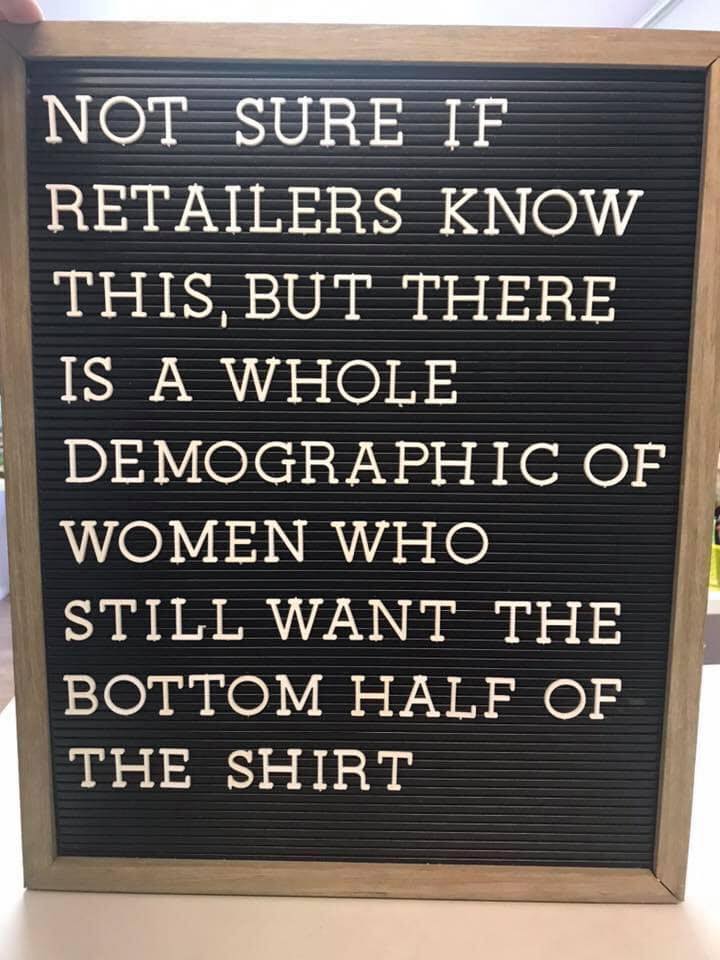 NOT SURE IF
RETAILERS KNOW
THIS, BUT THERE
IS A WHOLE
DEMOGRAPHIC OF
WOMEN WHO
STILL WANT THE
BOTTOM HALF OF
THE SHIRT